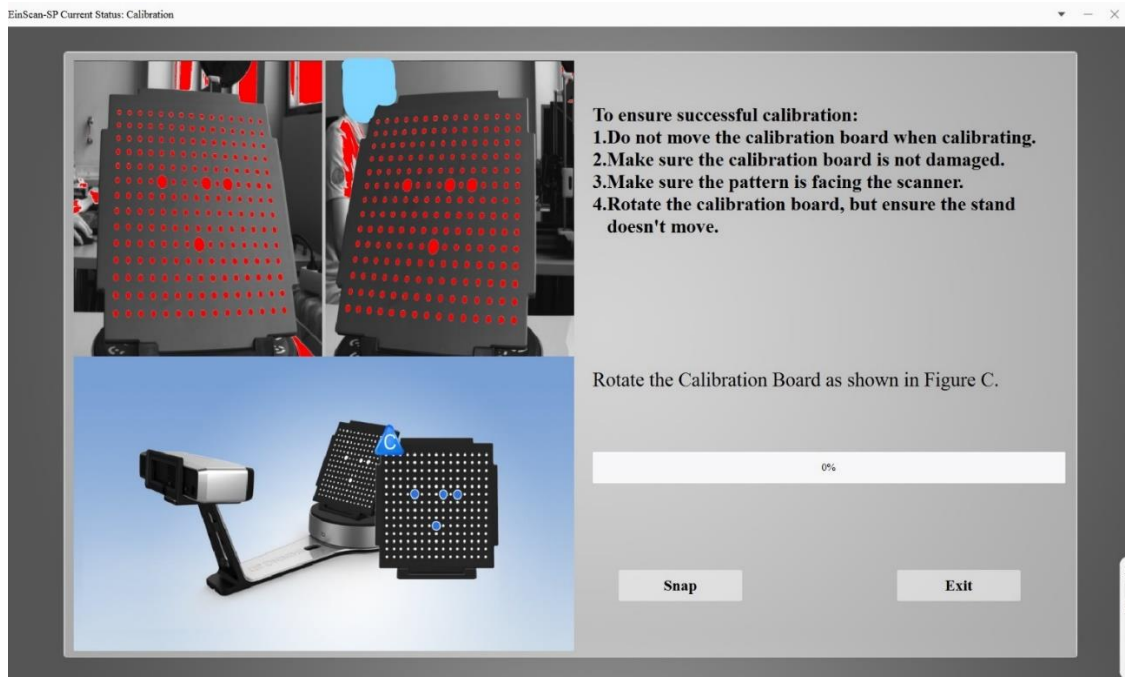 EinScan-SP Current Status: Calibration
To ensure successful calibration:
1.Do not move the calibration board when calibrating.
2.Make sure the calibration board is not damaged.
3.Make sure the pattern is facing the scanner.
4.Rotate the calibration board, but ensure the stand
doesn't move.
C
Rotate the Calibration Board as shown in Figure C.
0%
Snap
Exit